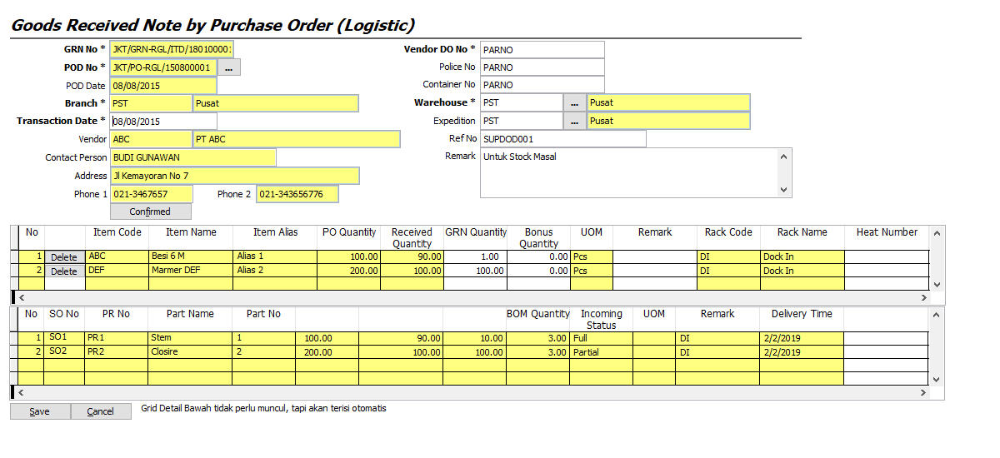 Goods Received Note by Purchase Order (Logistic)
GRN No * JKT/GRN-RGL/ITD/18010000: Vendor DO No * PARNO
POD No * JKT/PO-RGL/150800001 ... Police No PARNO
POD Date 08/08/2015 Container No PARNO
Branch * PST Pusat Warehouse * PST ... Pusat
Transaction Date * 08/08/2015 Expedition PST ... Pusat
Vendor ABC PT ABC Ref No SUPDOD001
Contact Person BUDI GUNAWAN Remark Untuk Stock Masal
Address Jl Kemayoran No 7
Phone 1 021-3467657 Phone 2 021-343656776
Confirmed
No Item Code Item Name Item Alias PO Quantity Received Quantity GRN Quantity Bonus Quantity UOM Remark Rack Code Rack Name Heat Number
1 Delete ABC Besi 6 M Alias 1 100.00 90.00 1.00 0.00 Pcs DI Dock In
2 Delete DEF Marmer DEF Alias 2 200.00 100.00 100.00 0.00 Pcs DI Dock In
No SO No PR No Part Name Part No BOM Quantity Incoming Status UOM Remark Delivery Time
1 SO1 PR1 Stem 1 100.00 90.00 10.00 3.00 Full DI 2/2/2019
2 SO2 PR2 Closire 2 200.00 100.00 100.00 3.00 Partial DI 2/2/2019
Save Cancel Grid Detail Bawah tidak perlu muncul, tapi akan terisi otomatis